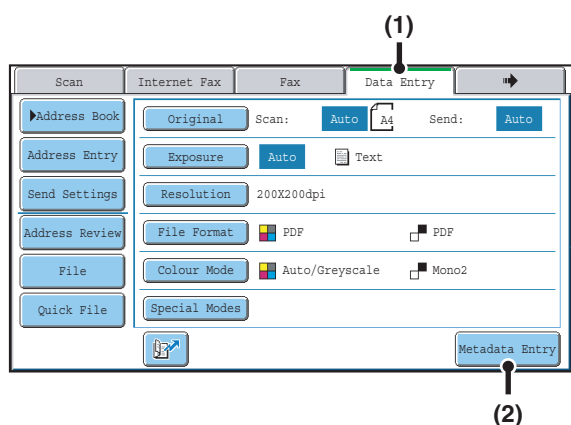 (1)
Scan Internet Fax Fax Data Entry
Address Book Original Scan: Auto A4 Send: Auto
Address Entry Exposure Auto Text
Send Settings Resolution 200X200dpi
Address Review File Format PDF PDF
File Colour Mode Auto/Greyscale Mono2
Quick File Special Modes
Metadata Entry
(2)